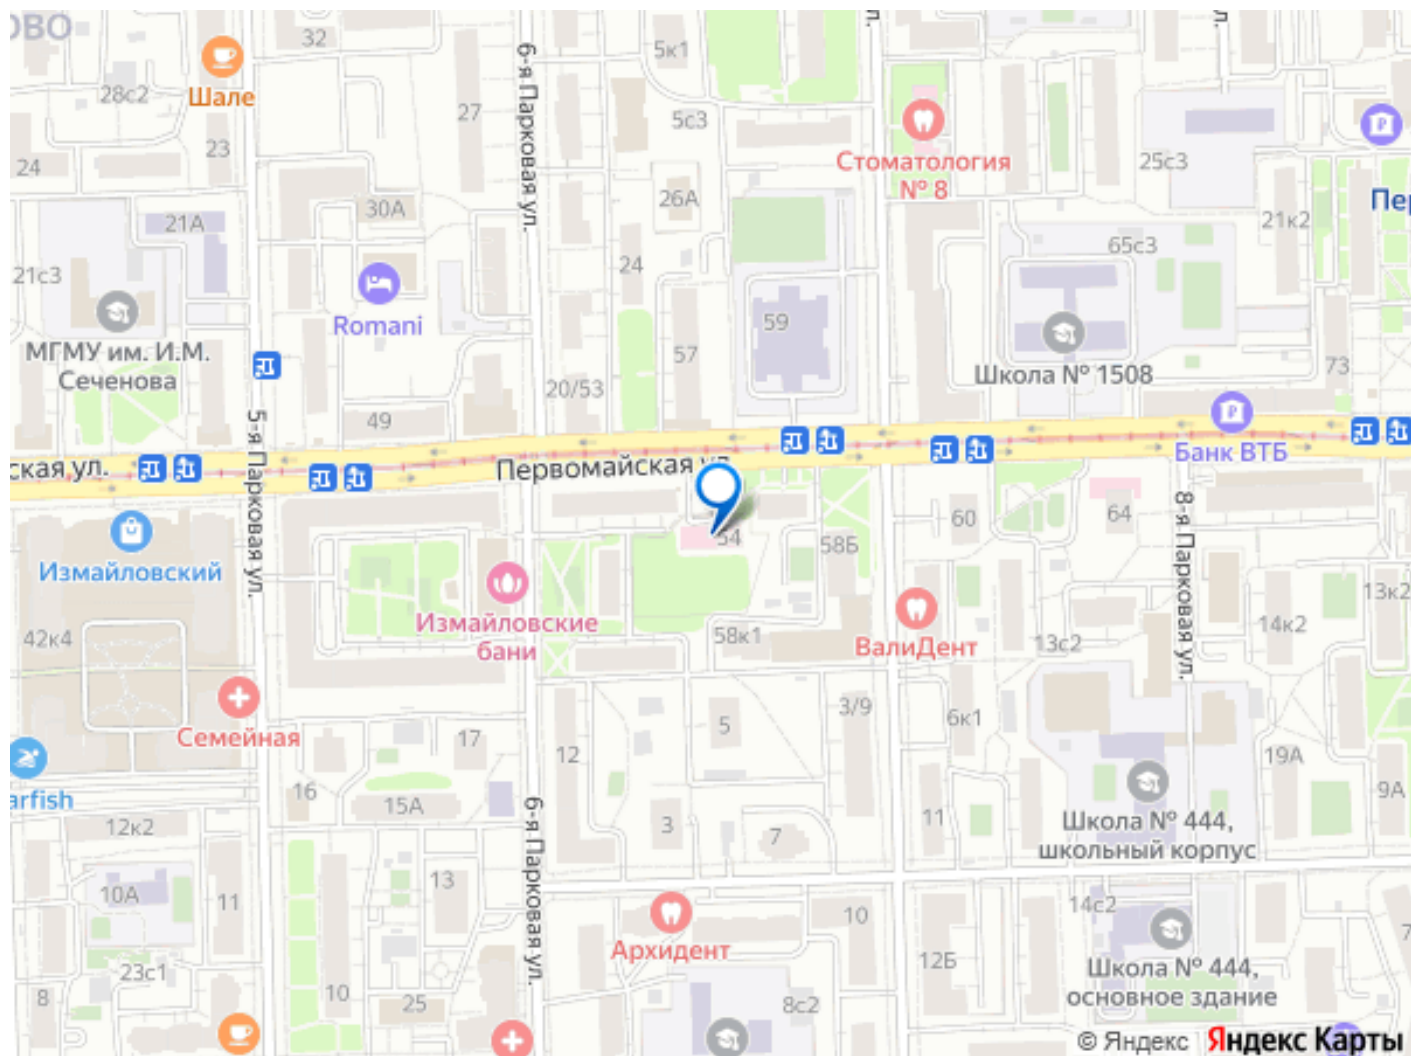 ОВО
32
5к1
ул.
ул.
Шале
28с2
27
6-я Парковая ул.
5с3
23
24
Стоматология
№ 8
25с3
26А
Пер
30А
21А
21к2
65с3
24
21с3
Romani
59
МГМУ им. И.М.
Сеченова
57
Школа № 1508
73
20/53
49
5-я Парковая ул.
ская ул.
Первомайская ул.
Банк ВТБ
8-я Парковая ул.
60
64
54
58Б
Измайловский
13к2
Измайловские
бани
42к4
58к1
ВалиДент
13с2
14к2
Семейная
17
5
3/9
6к1
12
19А
16
15А
arfish
9А
6-я Парковая ул.
12к2
3
7
11
Школа № 444,
школьный корпус
10А
11
13
14с2
10
Архидент
12Б
Школа № 444,
основное здание
7
23с1
8
10
25
8с2
© Яндекс Яндекс Карты